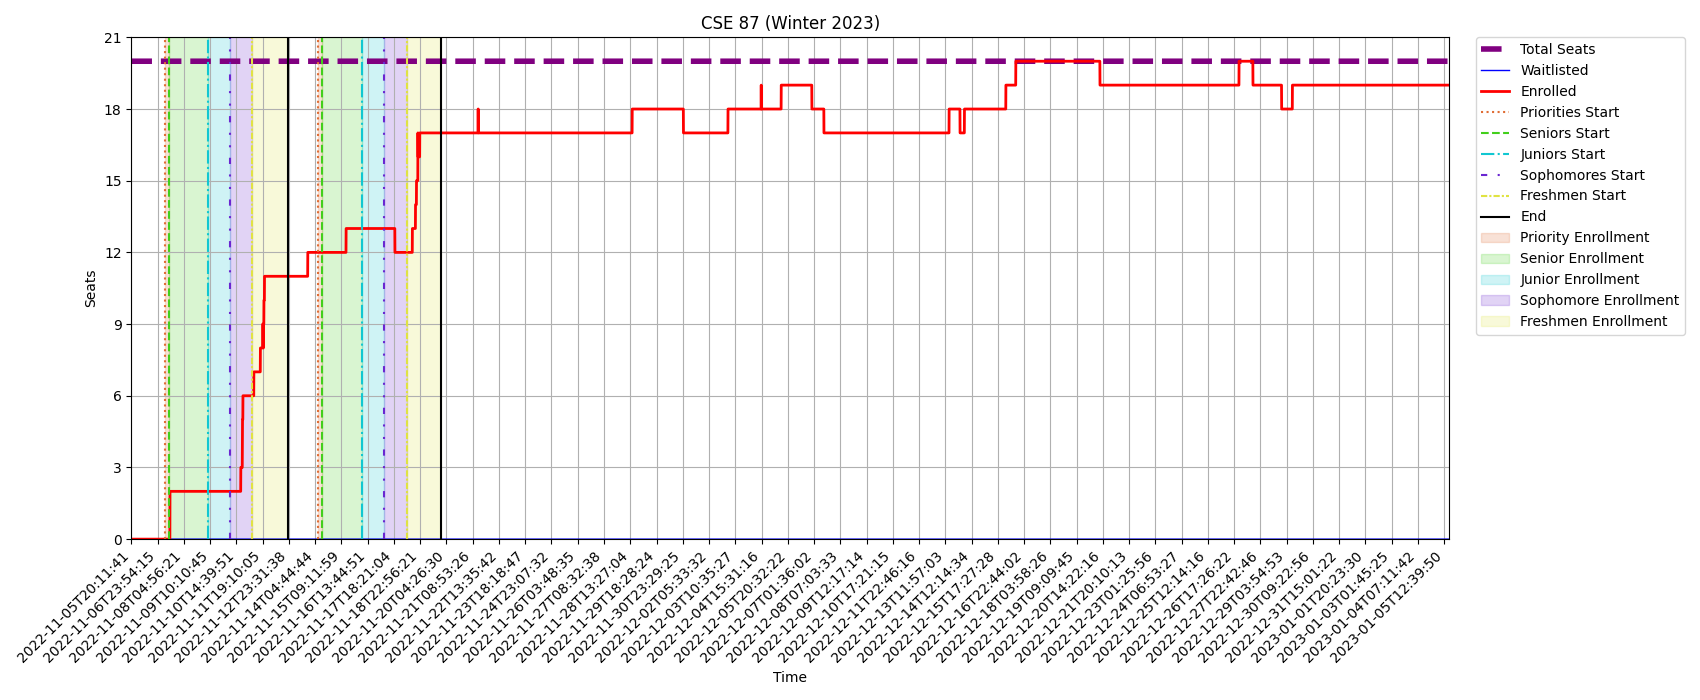 CSE 87 (Winter 2023)
Seats
21
18
15
12
9
6
3
0
2022-11-05T20:11:41
2022-11-06T23:54:15
2022-11-08T04:56:21
2022-11-09T10:10:45
2022-11-10T14:39:51
2022-11-11T19:10:05
2022-11-12T23:31:38
2022-11-14T04:44:44
2022-11-15T09:11:59
2022-11-16T13:44:51
2022-11-17T18:21:04
2022-11-18T22:56:21
2022-11-20T04:26:30
2022-11-21T08:53:26
2022-11-22T13:35:42
2022-11-23T18:18:47
2022-11-24T23:07:32
2022-11-26T03:48:35
2022-11-27T08:32:38
2022-11-28T13:27:04
2022-11-29T18:28:24
2022-11-30T23:29:25
2022-12-02T05:33:32
2022-12-03T10:35:27
2022-12-04T15:31:16
2022-12-05T20:32:22
2022-12-07T01:36:02
2022-12-08T07:03:33
2022-12-09T12:17:14
2022-12-10T17:21:15
2022-12-11T22:46:16
2022-12-13T11:57:03
2022-12-14T12:14:34
2022-12-15T17:27:28
2022-12-16T22:44:02
2022-12-18T03:58:26
2022-12-19T09:09:45
2022-12-20T14:22:16
2022-12-21T20:10:13
2022-12-23T01:25:56
2022-12-24T06:53:27
2022-12-25T12:14:16
2022-12-26T17:26:22
2022-12-27T22:42:46
2022-12-29T03:54:53
2022-12-30T09:22:56
2022-12-31T15:01:22
2023-01-01T20:23:30
2023-01-03T01:45:25
2023-01-04T07:11:42
2023-01-05T12:39:50
Time
Total Seats
Waitlisted
Enrolled
Priorities Start
Seniors Start
Juniors Start
Sophomores Start
Freshmen Start
End
Priority Enrollment
Senior Enrollment
Junior Enrollment
Sophomore Enrollment
Freshmen Enrollment